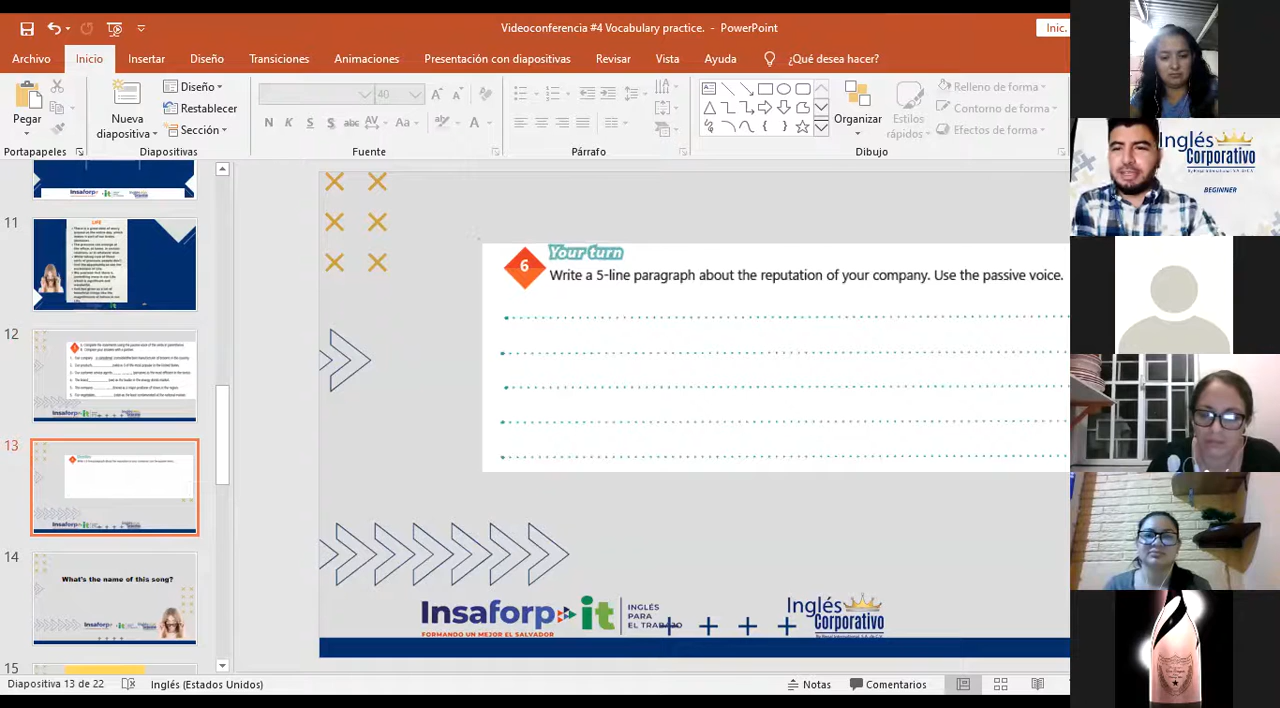 Videoconferencia #4 Vocabulary practice. - PowerPoint
Inic.
Archivo Inicio Insertar Diseño Transiciones Animaciones Presentación con diapositivas Revisar Vista Ayuda ¿Qué desea hacer?
Pegar
Nueva diapositiva
Diseño
Restablecer
Sección
40
N K S S abc AV Aa A
Organizar
Estilos rápidos
Relleno de forma
Contorno de forma
Efectos de forma
Portapapeles Diapositivas Fuente Párrafo Dibujo
11
LIFE
12
13
14
What's the name of this song?
15
6
Your turn
Write a 5-line paragraph about the reputation of your company. Use the passive voice.
Insaforp it
FORMANDO UN MEJOR EL SALVADOR
INGLÉS
PARA
EL TRABAJO
Inglés
Corporativo
Inglés
Corporativo
BEGINNER
Diapositiva 13 de 22 Inglés (Estados Unidos) Notas Comentarios